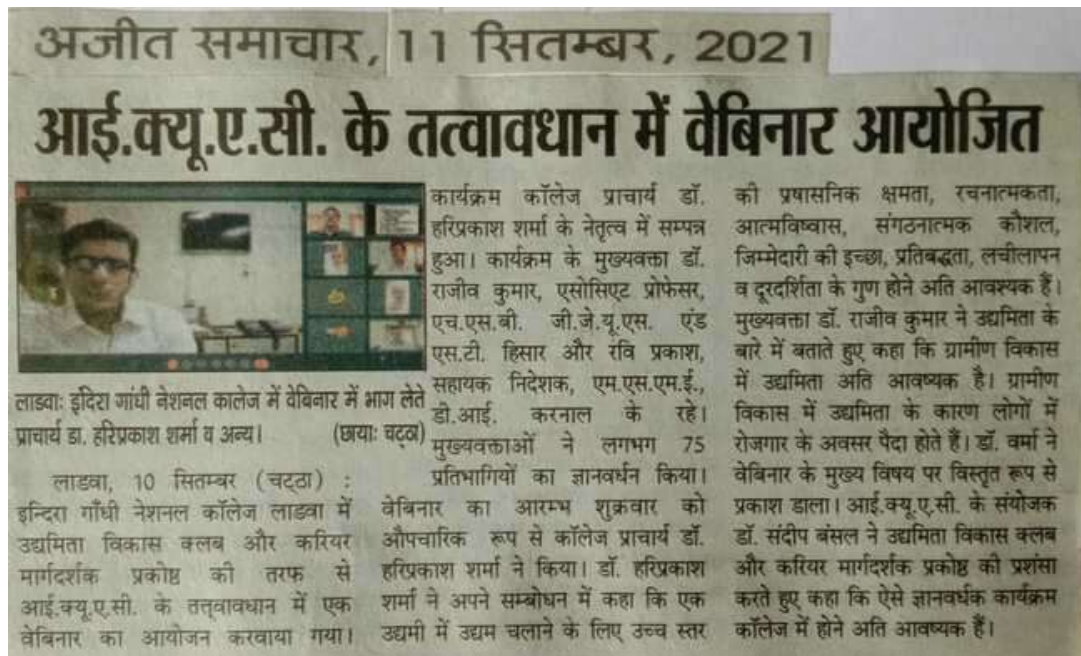 अजीत समाचार, 11 सितम्बर, 2021
आई.क्यू.ए.सी. के तत्वावधान में वेबिनार आयोजित
लाडवाः इंदिरा गांधी नेशनल कालेज में वेबिनार में भाग लेते
प्राचार्य डा. हरिप्रकाश शर्मा व अन्य। (छायाः चट्ठा)
लाडवा, 10 सितम्बर (चट्ठा) :
इन्दिरा गाँधी नेशनल कॉलेज लाडवा में
उद्यमिता विकास क्लब और करियर
मार्गदर्शक प्रकोष्ठ की तरफ से
आई.क्यू.ए.सी. के तत्तवावधान में एक
वेबिनार का आयोजन करवाया गया।
कार्यक्रम कॉलेज प्राचार्य डॉ.
हरिप्रकाश शर्मा के नेतृत्व में सम्पन्न
हुआ। कार्यक्रम के मुख्यवक्ता डॉ.
राजीव कुमार, एसोसिएट प्रोफेसर,
एच.एस.बी. जी.जे.यू.एस. एंड
एस.टी. हिसार और रवि प्रकाश,
सहायक निदेशक, एम.एस.एम.ई.,
डी.आई. करनाल के रहे।
मुख्यवक्ताओं ने लगभग 75
प्रतिभागियों का ज्ञानवर्धन किया।
वेबिनार का आरम्भ शुक्रवार को
औपचारिक रूप से कॉलेज प्राचार्य डॉ.
हरिप्रकाश शर्मा ने किया। डॉ. हरिप्रकाश
शर्मा ने अपने सम्बोधन में कहा कि एक
उद्यमी में उद्यम चलाने के लिए उच्च स्तर
की प्रषासनिक क्षमता, रचनात्मकता,
आत्मविष्वास, संगठनात्मक कौशल,
जिम्मेदारी की इच्छा, प्रतिबद्धता, लचीलापन
व दूरदर्शिता के गुण होने अति आवश्यक हैं।
मुख्यवक्ता डॉ. राजीव कुमार ने उद्यमिता के
बारे में बताते हुए कहा कि ग्रामीण विकास
में उद्यमिता अति आवष्यक है। ग्रामीण
विकास में उद्यमिता के कारण लोगों में
रोजगार के अवसर पैदा होते हैं। डॉ. वर्मा ने
वेबिनार के मुख्य विषय पर विस्तृत रूप से
प्रकाश डाला। आई.क्यू.ए.सी. के संयोजक
डॉ. संदीप बंसल ने उद्यमिता विकास क्लब
और करियर मार्गदर्शक प्रकोष्ठ की प्रशंसा
करते हुए कहा कि ऐसे ज्ञानवर्धक कार्यक्रम
कॉलेज में होने अति आवष्यक हैं।